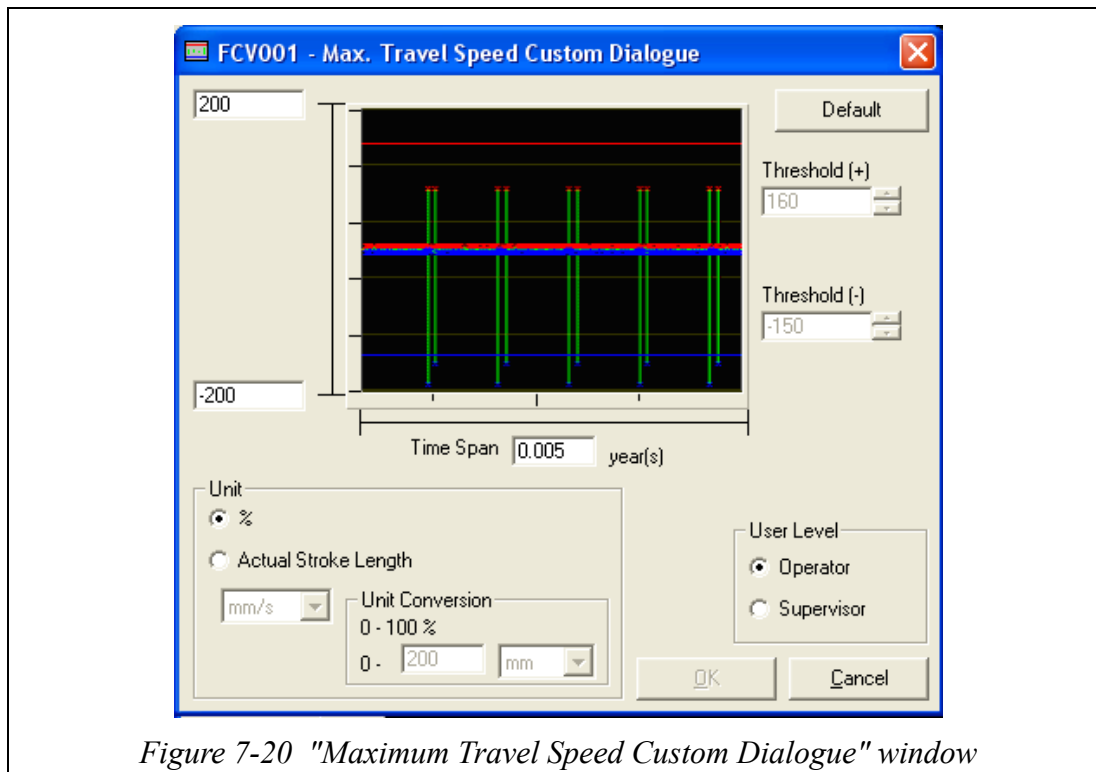 FCV001 - Max. Travel Speed Custom Dialogue
200
Default
Threshold (+)
160
Threshold (-)
-150
-200
Time Span 0.005 year(s)
Unit
%
Actual Stroke Length
mm/s
Unit Conversion
0 - 100 %
0 - 200 mm
User Level
Operator
Supervisor
OK
Cancel
Figure 7-20 "Maximum Travel Speed Custom Dialogue" window